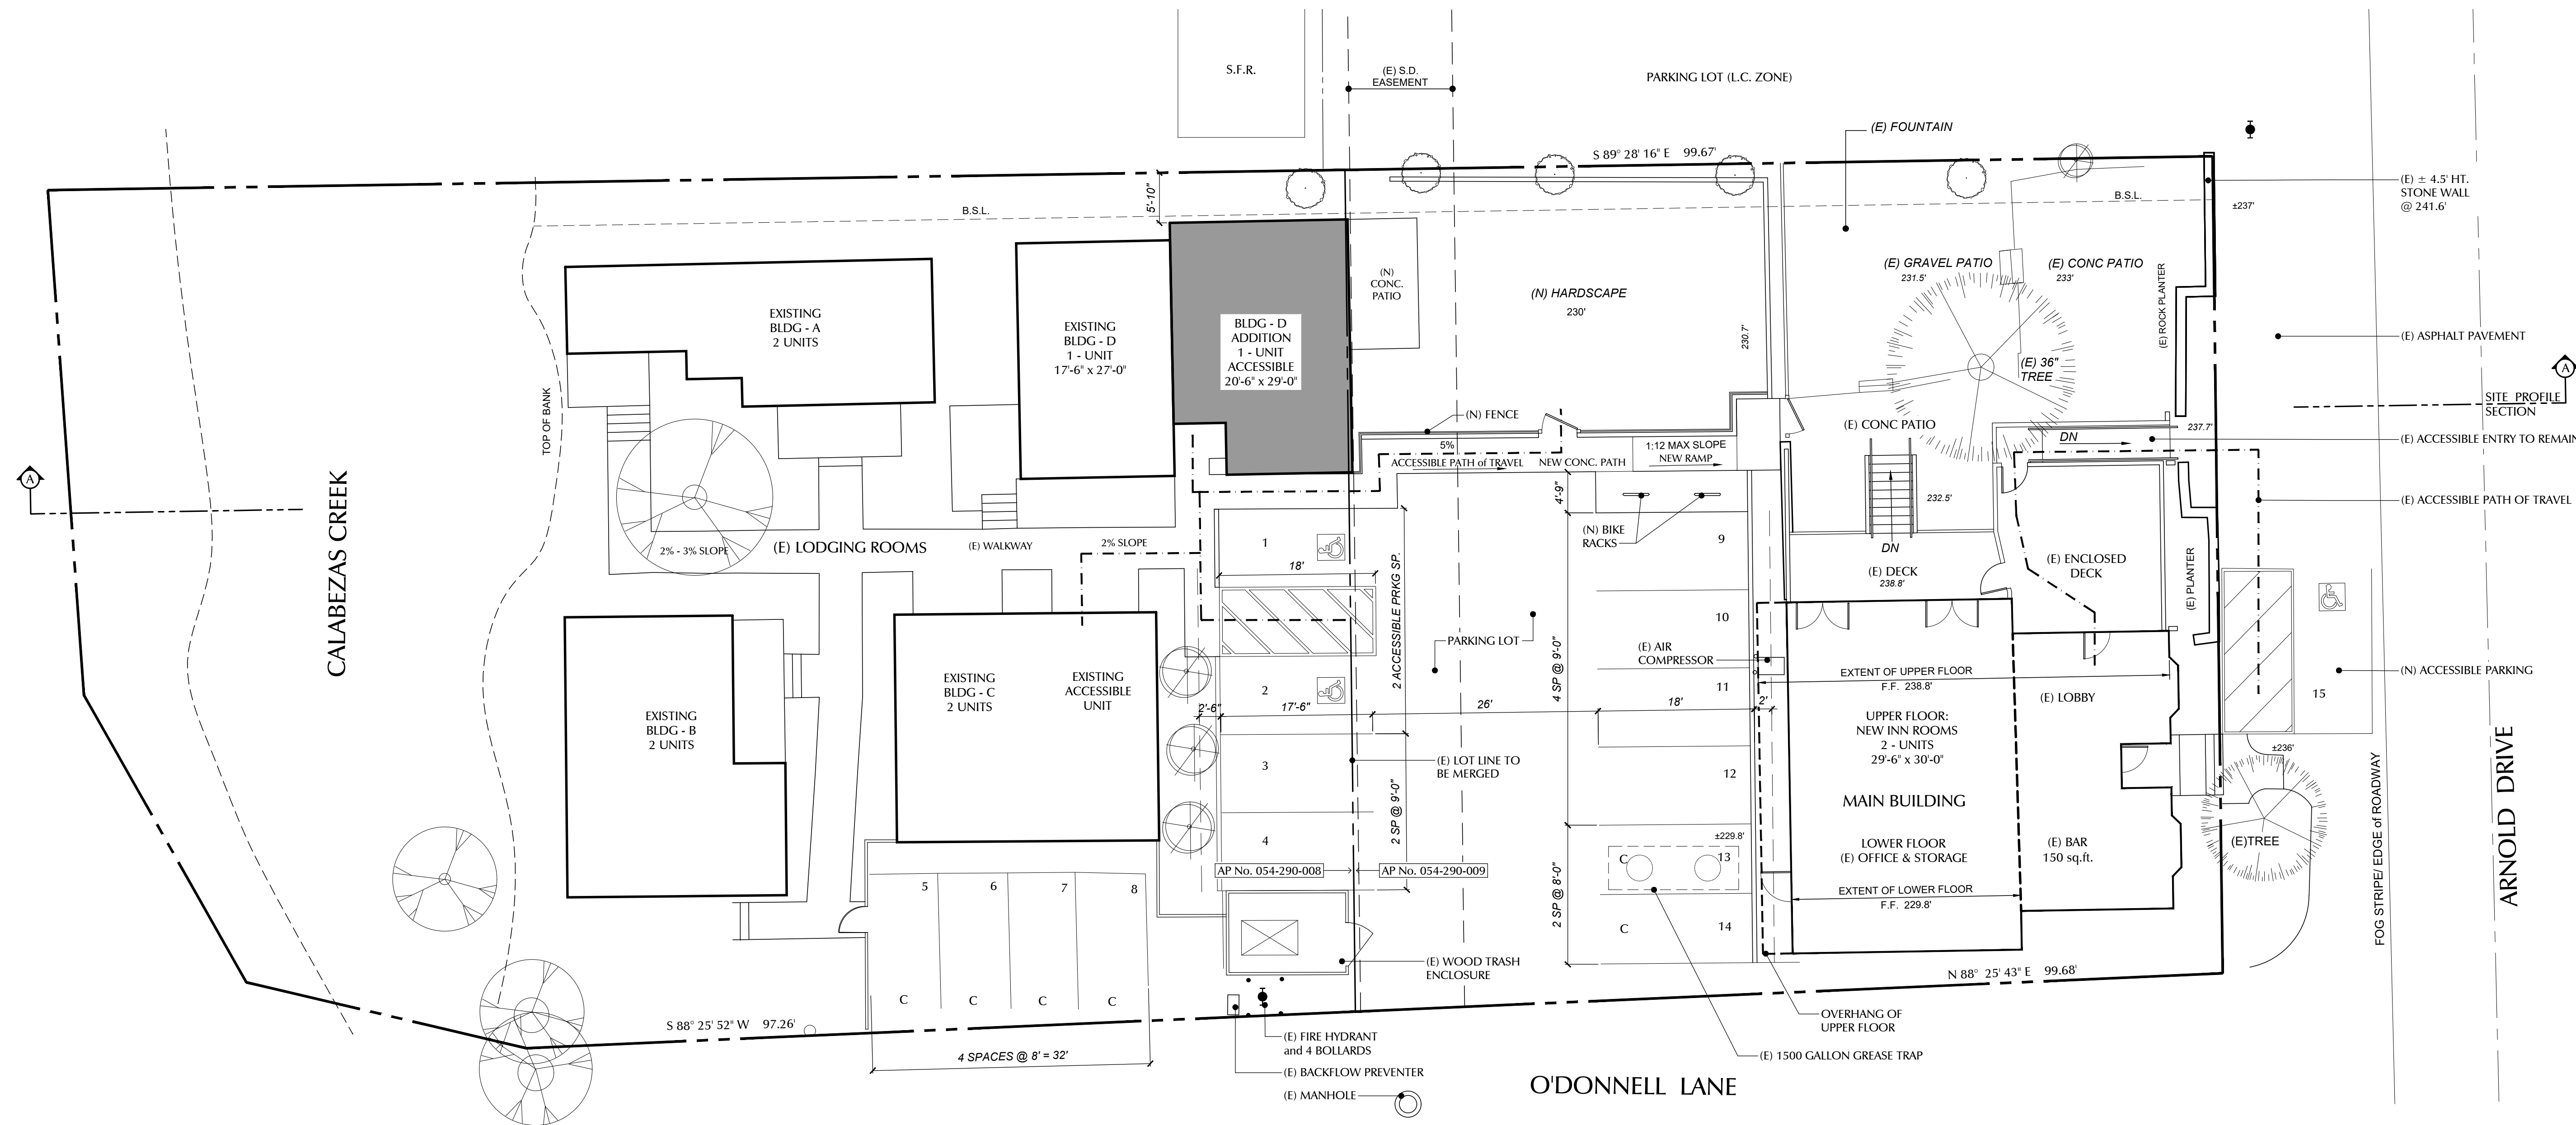 S.F.R.
(E) S.D.
EASEMENT
PARKING LOT (L.C. ZONE)
(E) FOUNTAIN
S 89° 28' 16" E 99.67'
(E) ± 4.5' HT.
STONE WALL
@ 241.6'
±237'
5'-10"
B.S.L.
B.S.L.
EXISTING
BLDG - A
2 UNITS
EXISTING
BLDG - D
1 - UNIT
17'-6" x 27'-0"
BLDG - D
ADDITION
1 - UNIT
ACCESSIBLE
20'-6" x 29'-0"
(N)
CONC.
PATIO
(N) HARDSCAPE
230'
230.7'
(E) GRAVEL PATIO
231.5'
(E) CONC PATIO
233'
(E) ROCK PLANTER
(E) 36"
TREE
(E) ASPHALT PAVEMENT
A
SITE PROFILE
SECTION
TOP OF BANK
(N) FENCE
5%
ACCESSIBLE PATH of TRAVEL
NEW CONC. PATH
1:12 MAX SLOPE
NEW RAMP
(E) CONC PATIO
DN
237.7'
(E) ACCESSIBLE ENTRY TO REMAIN
A
CALABEZAS CREEK
2% - 3% SLOPE
(E) LODGING ROOMS
(E) WALKWAY
2% SLOPE
1
18'
2 ACCESSIBLE PRKG SP.
4'-9"
(N) BIKE
RACKS
9
232.5'
DN
(E) DECK
238.8'
(E) ENCLOSED
DECK
(E) PLANTER
(E) ACCESSIBLE PATH OF TRAVEL
10
PARKING LOT
4 SP @ 9'-0"
(E) AIR
COMPRESSOR
EXISTING
BLDG - B
2 UNITS
EXISTING
BLDG - C
2 UNITS
EXISTING
ACCESSIBLE
UNIT
2
2'-6"
17'-6"
26'
18'
2'
11
EXTENT OF UPPER FLOOR
F.F. 238.8'
(E) LOBBY
UPPER FLOOR:
NEW INN ROOMS
2 - UNITS
29'-6" x 30'-0"
15
(N) ACCESSIBLE PARKING
±236'
3
(E) LOT LINE TO
BE MERGED
12
MAIN BUILDING
FOG STRIPE/ EDGE of ROADWAY
ARNOLD DRIVE
4
2 SP @ 9'-0"
±229.8'
LOWER FLOOR
(E) OFFICE & STORAGE
(E) BAR
150 sq.ft.
(E)TREE
AP No. 054-290-008
AP No. 054-290-009
C
13
5
6
7
8
2 SP @ 8'-0"
EXTENT OF LOWER FLOOR
F.F. 229.8'
C
14
(E) WOOD TRASH
ENCLOSURE
N 88° 25' 43" E 99.68'
C
C
C
C
S 88° 25' 52" W 97.26'
4 SPACES @ 8' = 32'
(E) FIRE HYDRANT
and 4 BOLLARDS
(E) BACKFLOW PREVENTER
(E) MANHOLE
OVERHANG OF
UPPER FLOOR
(E) 1500 GALLON GREASE TRAP
O'DONNELL LANE